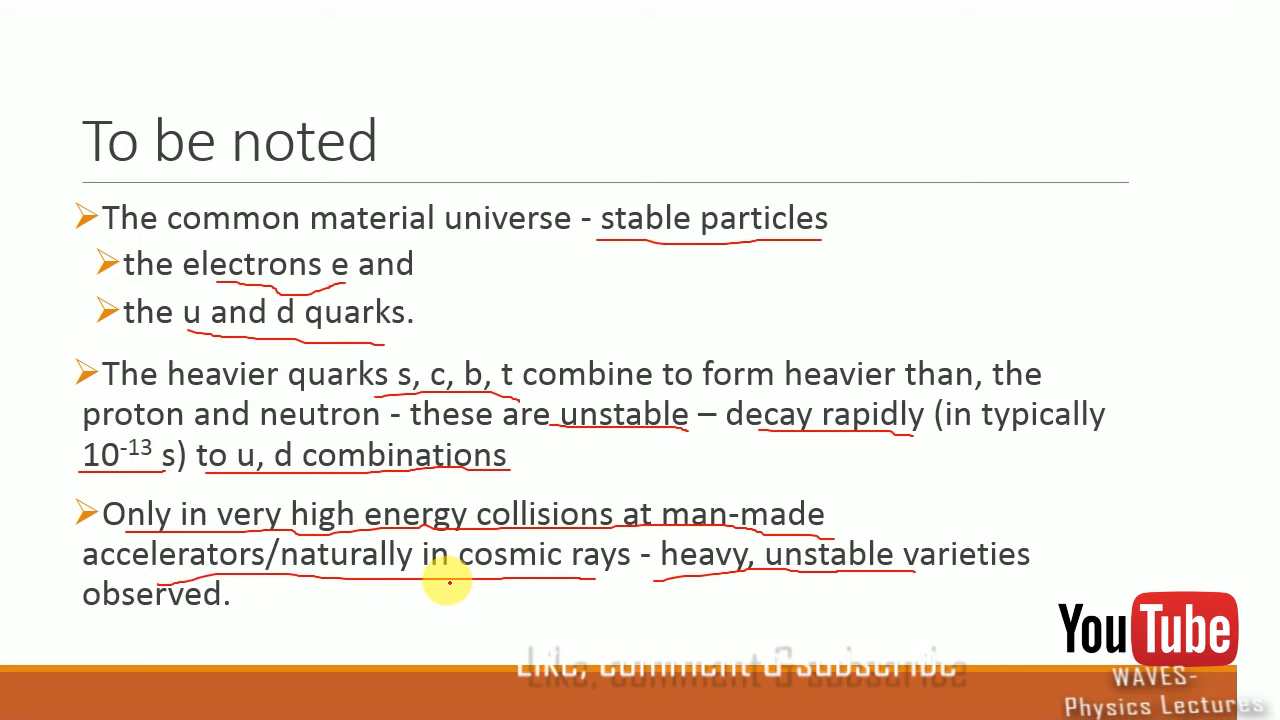 To be noted
The common material universe - stable particles
the electrons e and
the u and d quarks.
The heavier quarks s, c, b, t combine to form heavier than, the
proton and neutron - these are unstable – decay rapidly (in typically
10⁻¹³ s) to u, d combinations
Only in very high energy collisions at man-made
accelerators/naturally in cosmic rays - heavy, unstable varieties
observed.
YouTube
Like, comment & subscribe
WAVES-
Physics Lectures